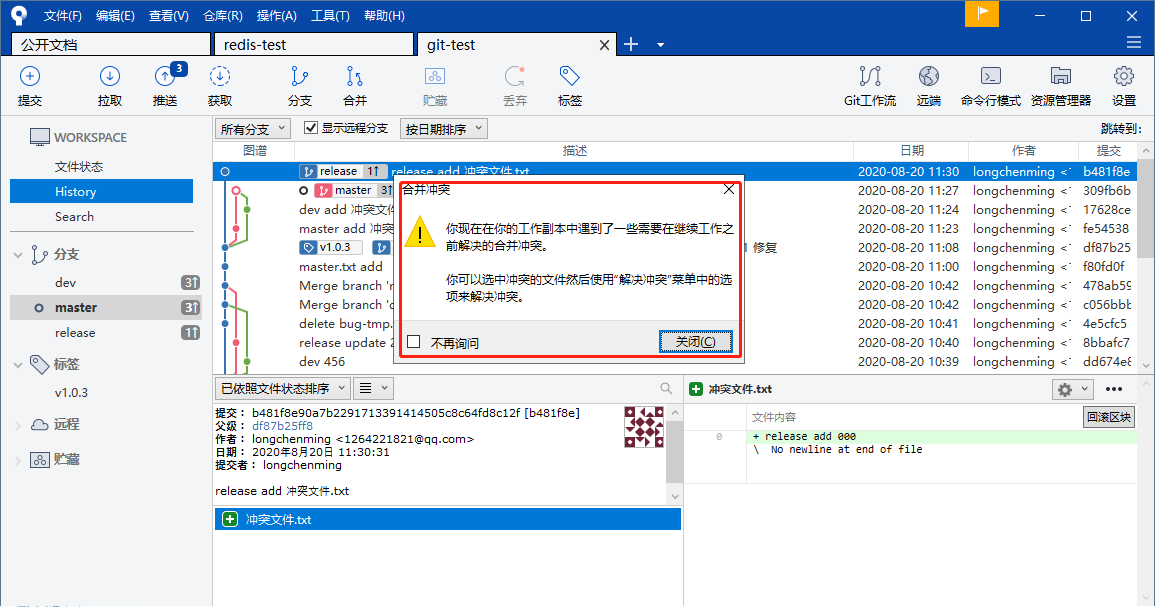 文件(F) 编辑(E) 查看(V) 仓库(R) 操作(A) 工具(T) 帮助(H)
公开文档 redis-test git-test
3
提交 拉取 推送 获取 分支 合并 贮藏 丢弃 标签 Git工作流 远端 命令行模式 资源管理器 设置
WORKSPACE
文件状态
History
Search
分支
dev 3↑
master 3↑
release 1↑
标签
v1.0.3
远程
贮藏
所有分支 显示远程分支 按日期排序 跳转到:
图谱 描述 日期 作者 提交
release 1↑ release add 冲突文件.txt 2020-08-20 11:30 longchenming < b481f8e
master 3↑ 2020-08-20 11:27 longchenming < 309fb6b
dev add 冲突文件 2020-08-20 11:24 longchenming < 17628ce
master add 冲突 2020-08-20 11:23 longchenming < fe54538
v1.0.3 修复 2020-08-20 11:08 longchenming < df87b25
master.txt add 2020-08-20 11:00 longchenming < f80fd0f
Merge branch 'r 2020-08-20 10:42 longchenming < 478ab59
Merge branch 'd 2020-08-20 10:42 longchenming < c056bbb
delete bug-tmp. 2020-08-20 10:41 longchenming < 4e5cfc5
release update 2 2020-08-20 10:40 longchenming < 8bbafc7
dev 456 2020-08-20 10:39 longchenming < dd674e8
合并冲突
你现在在你的工作副本中遇到了一些需要在继续工作之
前解决的合并冲突。
你可以选中冲突的文件然后使用"解决冲突"菜单中的选
项来解决冲突。
不再询问 关闭(C)
已依照文件状态排序
提交: b481f8e90a7b2291713391414505c8c64fd8c12f [b481f8e]
父级: df87b25ff8
作者: longchenming <1264221821@qq.com>
日期: 2020年8月20日 11:30:31
提交者: longchenming
release add 冲突文件.txt
冲突文件.txt
冲突文件.txt
文件内容 回滚区块
0 + release add 000
\ No newline at end of file